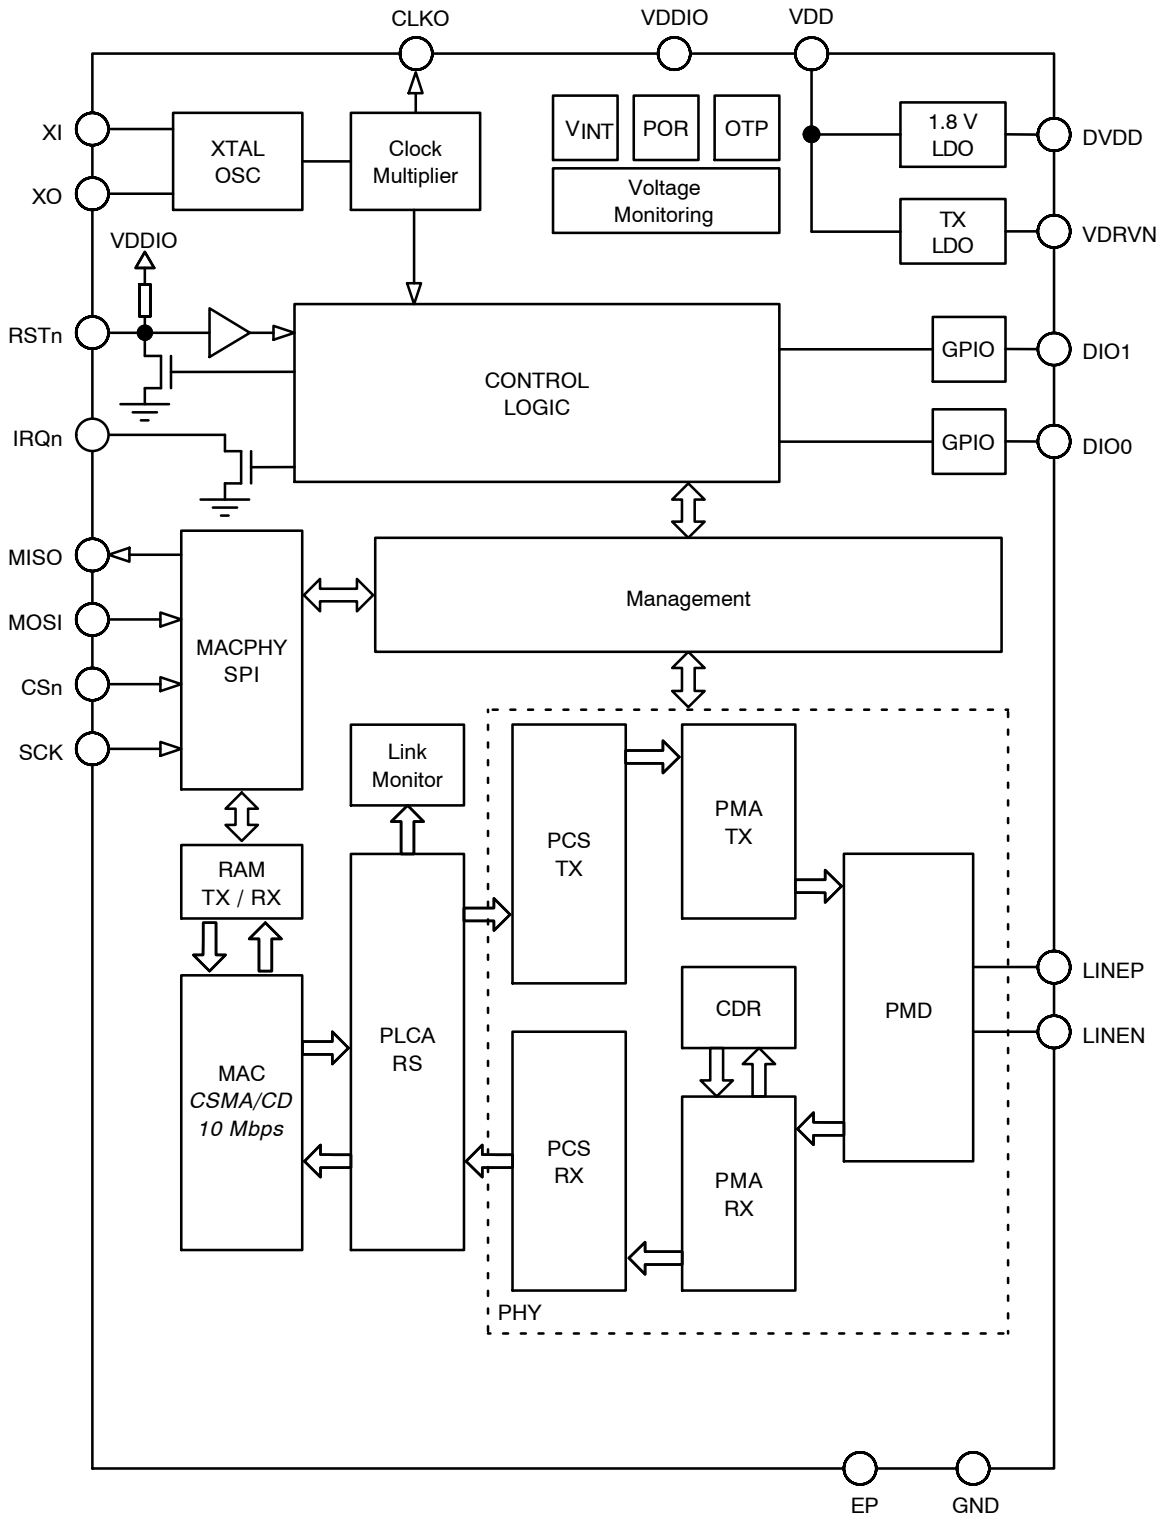 CLKO
VDDIO
VDD
XI
XO
XTAL
OSC
Clock
Multiplier
VINT
POR
OTP
Voltage
Monitoring
1.8 V
LDO
DVDD
TX
LDO
VDRVN
VDDIO
RSTn
CONTROL
LOGIC
GPIO
DIO1
IRQn
GPIO
DIO0
MISO
MOSI
CSn
SCK
MACPHY
SPI
Management
Link
Monitor
RAM
TX / RX
MAC
CSMA/CD
10 Mbps
PLCA
RS
PCS
TX
PMA
TX
CDR
PMD
LINEP
LINEN
PCS
RX
PMA
RX
PHY
EP
GND